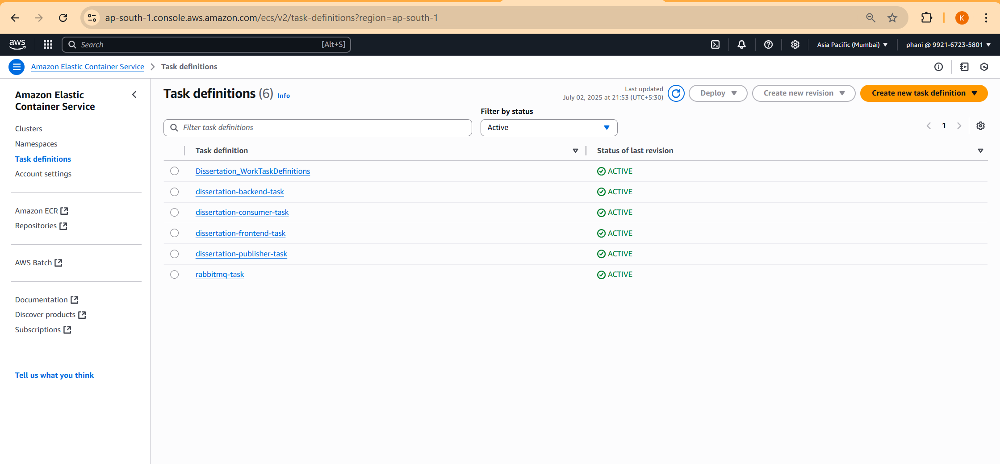 ap-south-1.console.aws.amazon.com/ecs/v2/task-definitions?region=ap-south-1
K
aws
Search
[Alt+S]
Asia Pacific (Mumbai)
phani @ 9921-6723-5801
Amazon Elastic Container Service
Task definitions
Amazon Elastic
Container Service
Clusters
Namespaces
Task definitions
Account settings
Amazon ECR
Repositories
AWS Batch
Documentation
Discover products
Subscriptions
Tell us what you think
Task definitions (6) Info
Last updated
July 02, 2025 at 21:53 (UTC+5:30)
Deploy
Create new revision
Create new task definition
Filter by status
Filter task definitions
Active
1
Task definition
Status of last revision
Dissertation_WorkTaskDefinitions
ACTIVE
dissertation-backend-task
ACTIVE
dissertation-consumer-task
ACTIVE
dissertation-frontend-task
ACTIVE
dissertation-publisher-task
ACTIVE
rabbitmq-task
ACTIVE